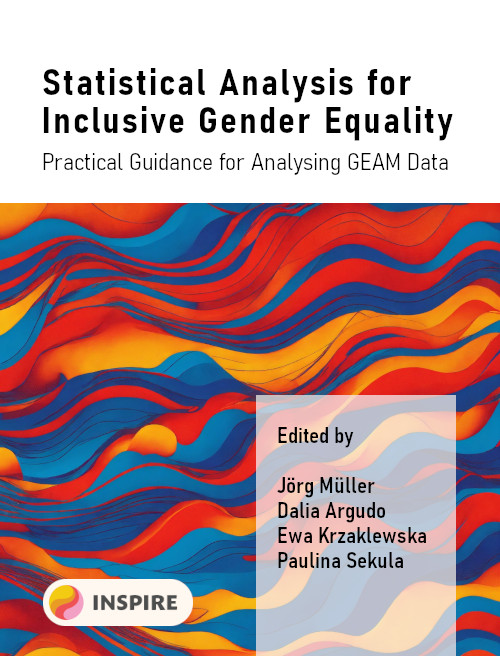 Statistical Analysis for
Inclusive Gender Equality
Practical Guidance for Analysing GEAM Data
Edited by
Jörg Müller
Dalia Argudo
Ewa Krzaklewska
Paulina Sekula
INSPIRE